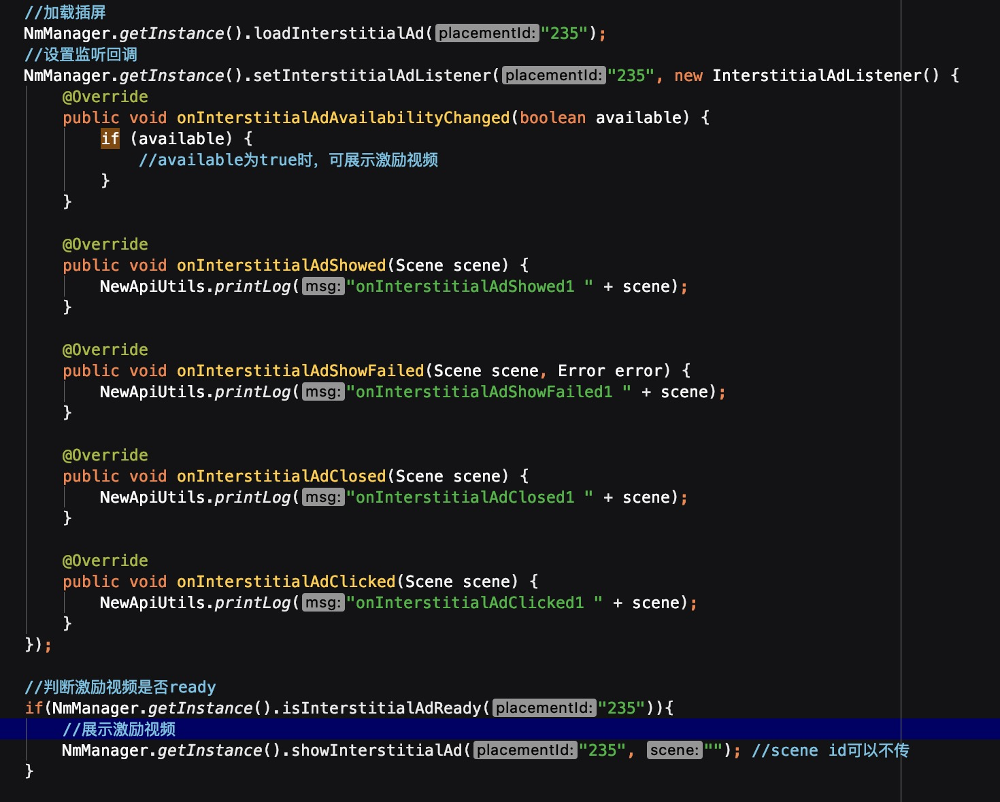 //加载插屏
NmManager.getInstance().loadInterstitialAd(placementId:"235");
//设置监听回调
NmManager.getInstance().setInterstitialAdListener(placementId:"235", new InterstitialAdListener() {
@Override
public void onInterstitialAdAvailabilityChanged(boolean available) {
if (available) {
//available为true时，可展示激励视频
}
}
@Override
public void onInterstitialAdShowed(Scene scene) {
NewApiUtils.printLog(msg:"onInterstitialAdShowed1 " + scene);
}
@Override
public void onInterstitialAdShowFailed(Scene scene, Error error) {
NewApiUtils.printLog(msg:"onInterstitialAdShowFailed1 " + scene);
}
@Override
public void onInterstitialAdClosed(Scene scene) {
NewApiUtils.printLog(msg:"onInterstitialAdClosed1 " + scene);
}
@Override
public void onInterstitialAdClicked(Scene scene) {
NewApiUtils.printLog(msg:"onInterstitialAdClicked1 " + scene);
}
});
//判断激励视频是否ready
if(NmManager.getInstance().isInterstitialAdReady(placementId:"235")){
//展示激励视频
NmManager.getInstance().showInterstitialAd(placementId:"235", scene:""); //scene id可以不传
}